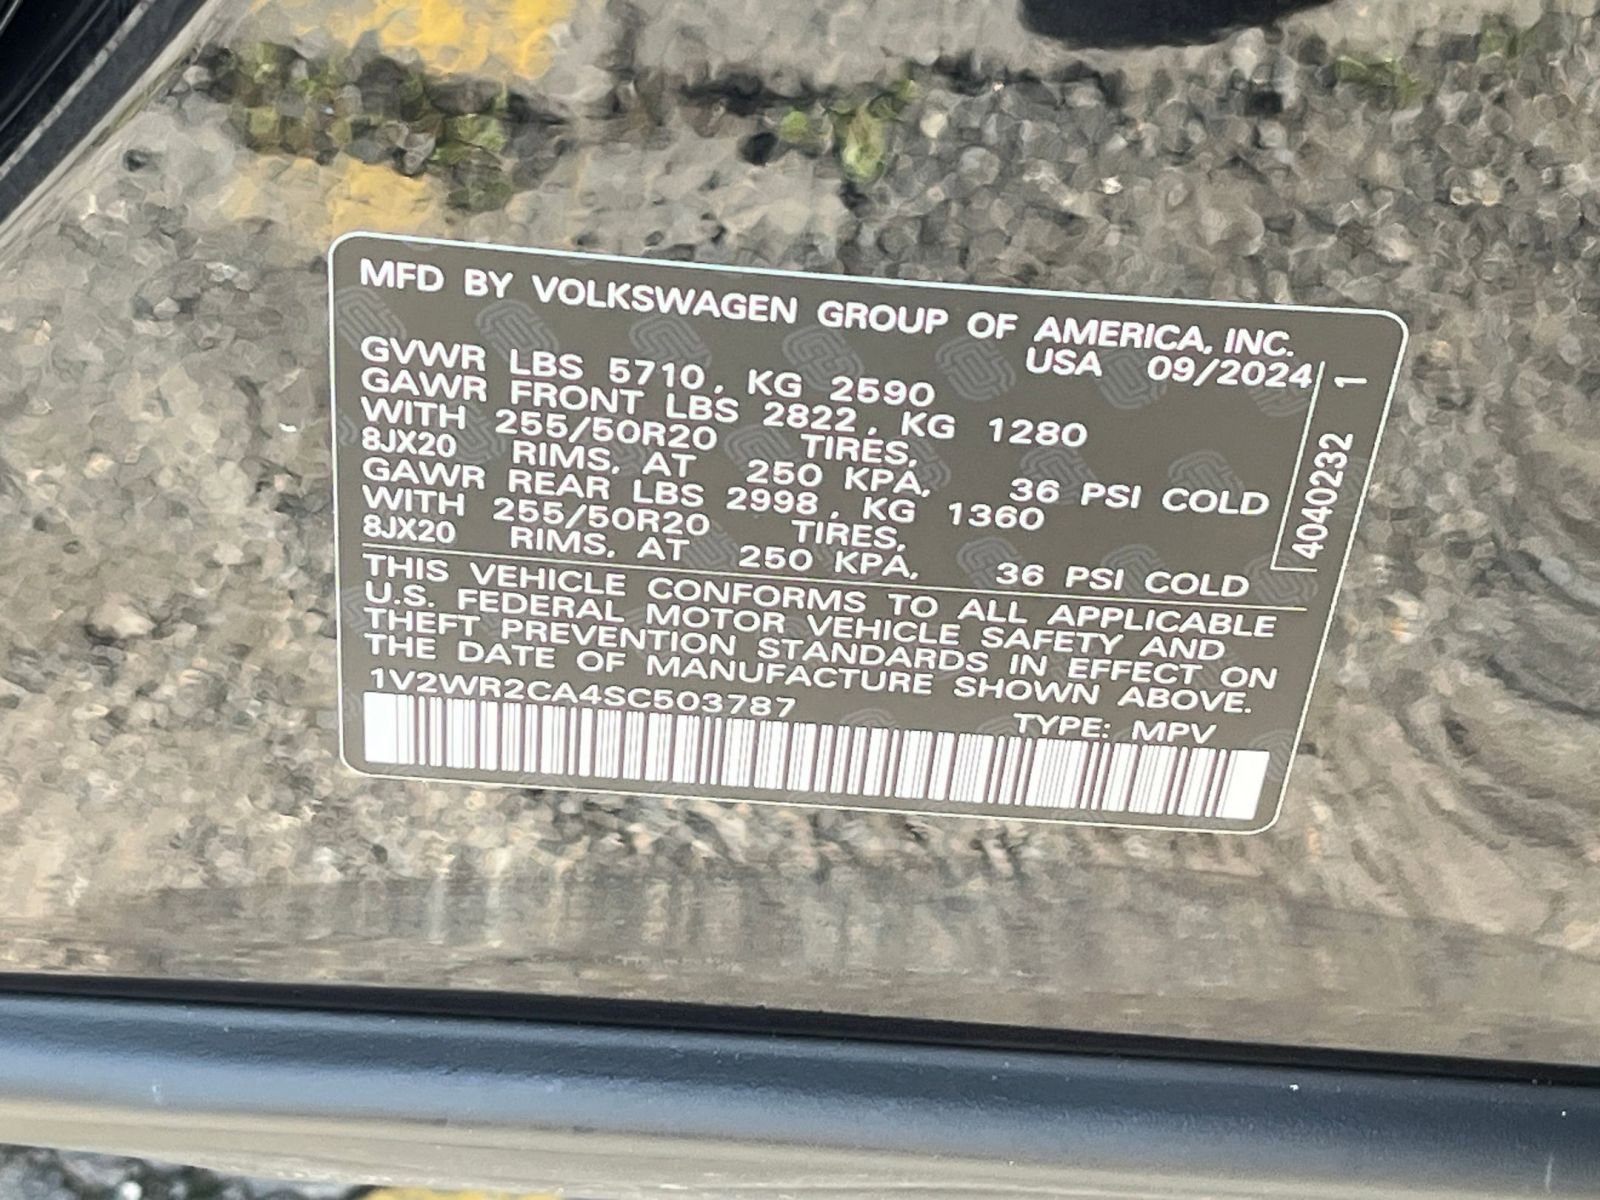 MFD BY VOLKSWAGEN GROUP OF AMERICA, INC.
USA 09/2024
GVWR LBS 5710, KG 2590
GAWR FRONT LBS 2822, KG 1280
WITH 255/50R20 TIRES,
8JX20 RIMS, AT 250 KPA, 36 PSI COLD
GAWR REAR LBS 2998, KG 1360
WITH 255/50R20 TIRES,
8JX20 RIMS, AT 250 KPA, 36 PSI COLD
THIS VEHICLE CONFORMS TO ALL APPLICABLE
U.S. FEDERAL MOTOR VEHICLE SAFETY AND
THEFT PREVENTION STANDARDS IN EFFECT ON
THE DATE OF MANUFACTURE SHOWN ABOVE.
1V2WR2CA4SC503787 TYPE: MPV
4040232 1